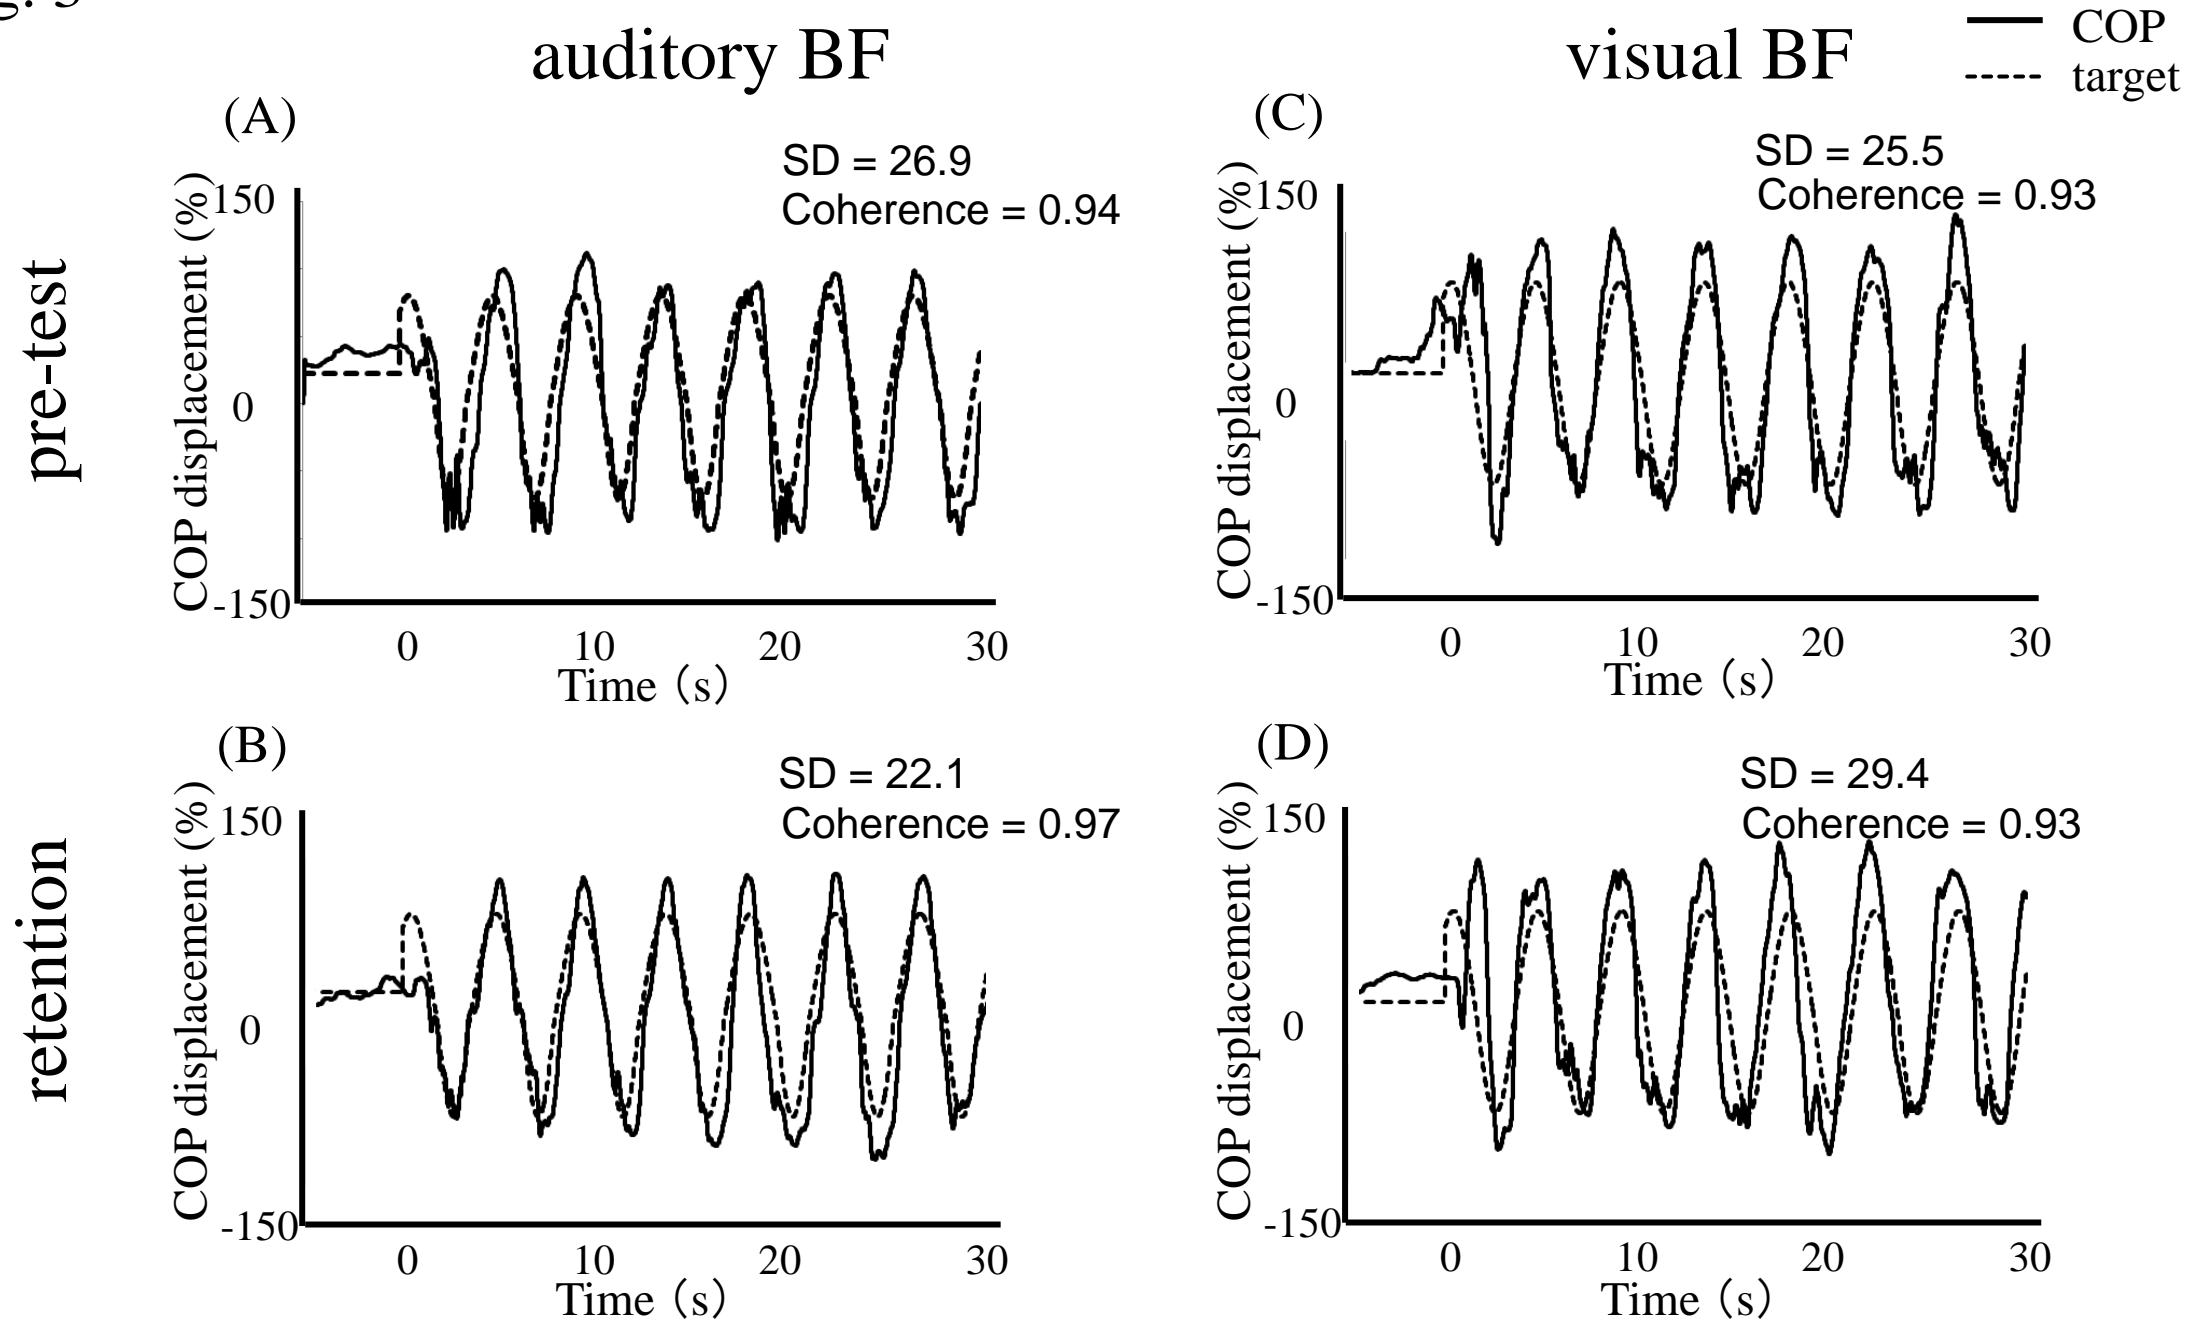 auditory BF
visual BF
COP
target
pre-test
retention
(A)
SD = 26.9
Coherence = 0.94
COP displacement (%)
150
0
-150
0 10 20 30
Time (s)
(C)
SD = 25.5
Coherence = 0.93
COP displacement (%)
150
0
-150
0 10 20 30
Time (s)
(B)
SD = 22.1
Coherence = 0.97
COP displacement (%)
150
0
-150
0 10 20 30
Time (s)
(D)
SD = 29.4
Coherence = 0.93
COP displacement (%)
150
0
-150
0 10 20 30
Time (s)